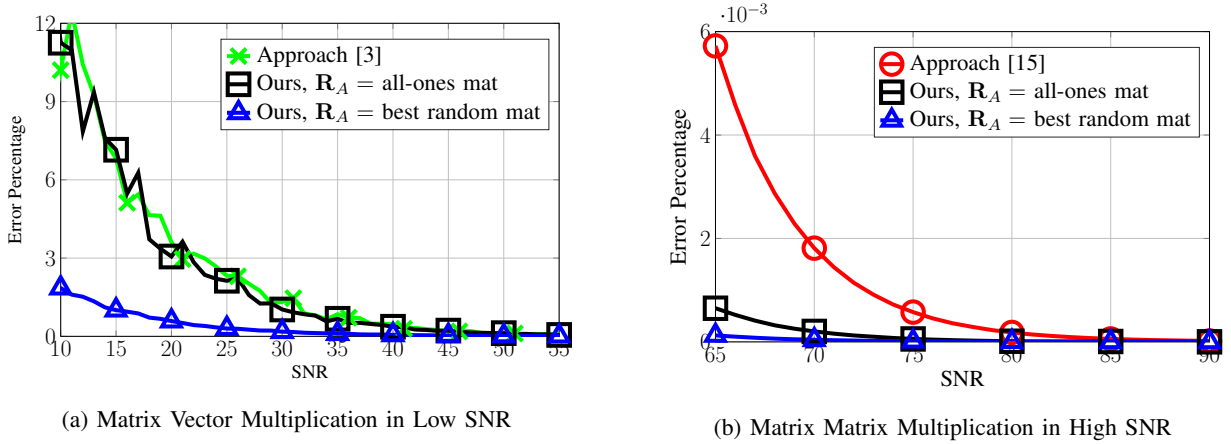 12
9
6
3
0
Error Percentage
10 15 20 25 30 35 40 45 50 55
SNR
Approach [3]
Ours, R_A = all-ones mat
Ours, R_A = best random mat
(a) Matrix Vector Multiplication in Low SNR
·10⁻³
6
4
2
0
Error Percentage
65 70 75 80 85 90
SNR
Approach [15]
Ours, R_A = all-ones mat
Ours, R_A = best random mat
(b) Matrix Matrix Multiplication in High SNR